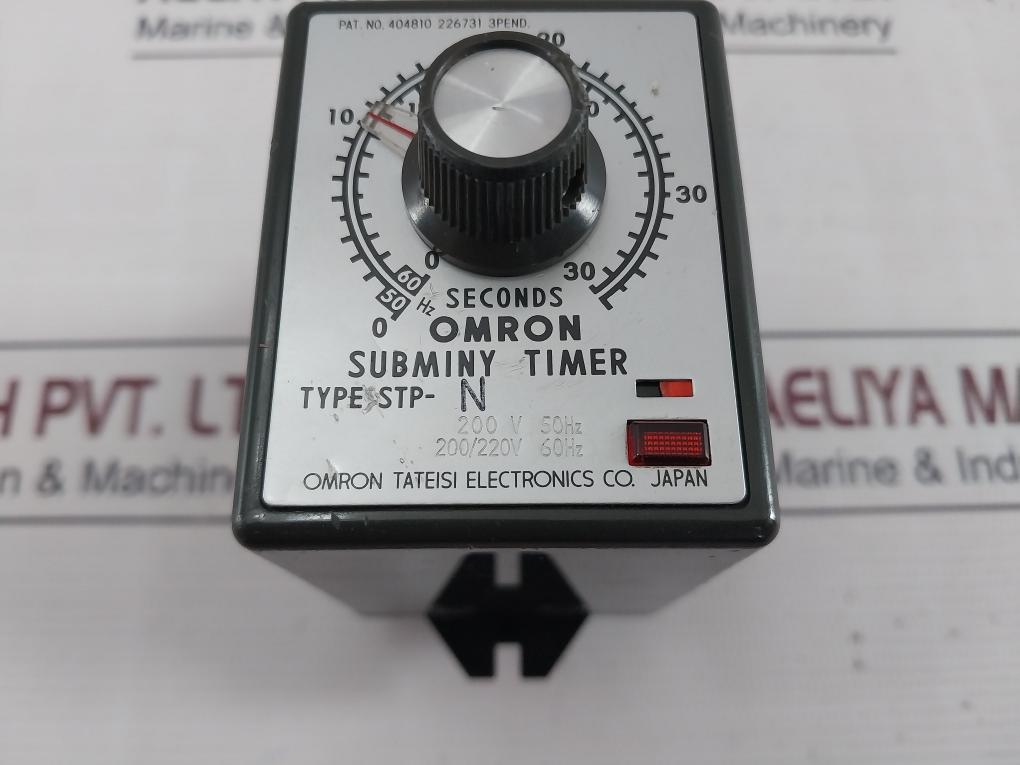 Marine &
Machinery
PAT. NO. 404810 226731 3PEND.
20
10
30
0
30
60
50 Hz
0
SECONDS
OMRON
SUBMINY TIMER
TYPE STP- N
200 V 50Hz
200/220V 60Hz
OMRON TATEISI ELECTRONICS CO. JAPAN
H PVT. LT
AELIYA MA
n & Machin
Marine & Ind